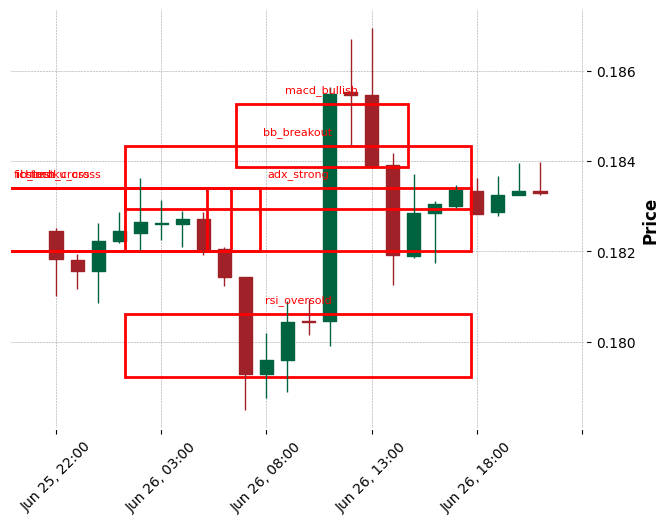 macd_bullish
0.186
bb_breakout
0.184
adx_strong
0.182
rsi_oversold
0.180
Price
Jun 25, 22:00
Jun 26, 03:00
Jun 26, 08:00
Jun 26, 13:00
Jun 26, 18:00